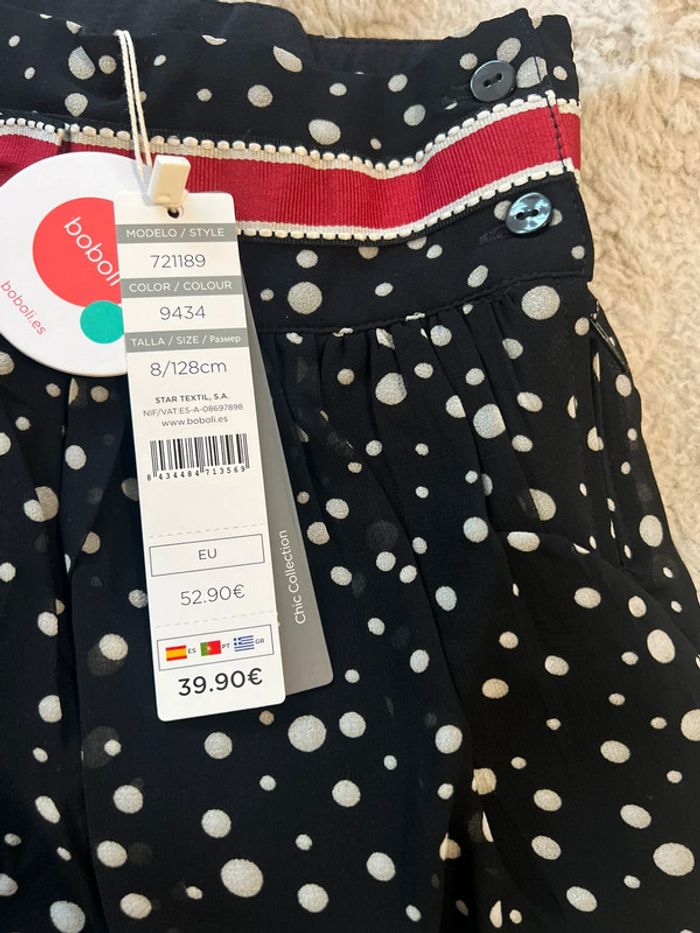 boboli
boboli.es
MODELO / STYLE
721189
COLOR / COLOUR
9434
TALLA / SIZE / Размер
8/128cm
STAR TEXTIL, S.A.
NIF/VAT:ES-A-08697898
www.boboli.es
8 434484 713569
EU
52.90€
ES PT GR
39.90€
Chic Collection